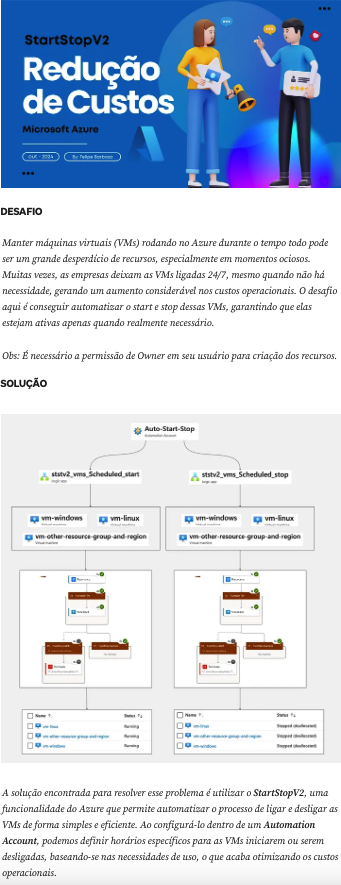 StartStopV2
Redução
de Custos
Microsoft Azure
OUT - 2024
By: Felipe Barbosa
DESAFIO
Manter máquinas virtuais (VMs) rodando no Azure durante o tempo todo pode
ser um grande desperdício de recursos, especialmente em momentos ociosos.
Muitas vezes, as empresas deixam as VMs ligadas 24/7, mesmo quando não há
necessidade, gerando um aumento considerável nos custos operacionais. O desafio
aqui é conseguir automatizar o start e stop dessas VMs, garantindo que elas
estejam ativas apenas quando realmente necessário.
Obs: É necessário a permissão de Owner em seu usuário para criação dos recursos.
SOLUÇÃO
Auto-Start-Stop
Automation Account
ststv2_vms_Scheduled_start
Logic app
ststv2_vms_Scheduled_stop
Logic app
vm-windows
Virtual machine
vm-linux
Virtual machine
vm-other-resource-group-and-region
Virtual machine
vm-windows
Virtual machine
vm-linux
Virtual machine
vm-other-resource-group-and-region
Virtual machine
Name ↑
Status ↑↓
vm-linux
Running
vm-other-resource-group-and-region
Running
vm-windows
Running
Name ↑
Status ↑↓
vm-linux
Stopped (deallocated)
vm-other-resource-group-and-region
Stopped (deallocated)
vm-windows
Stopped (deallocated)
A solução encontrada para resolver esse problema é utilizar o StartStopV2, uma
funcionalidade do Azure que permite automatizar o processo de ligar e desligar as
VMs de forma simples e eficiente. Ao configurá-lo dentro de um Automation
Account, podemos definir horários específicos para as VMs iniciarem ou serem
desligadas, baseando-se nas necessidades de uso, o que acaba otimizando os custos
operacionais.